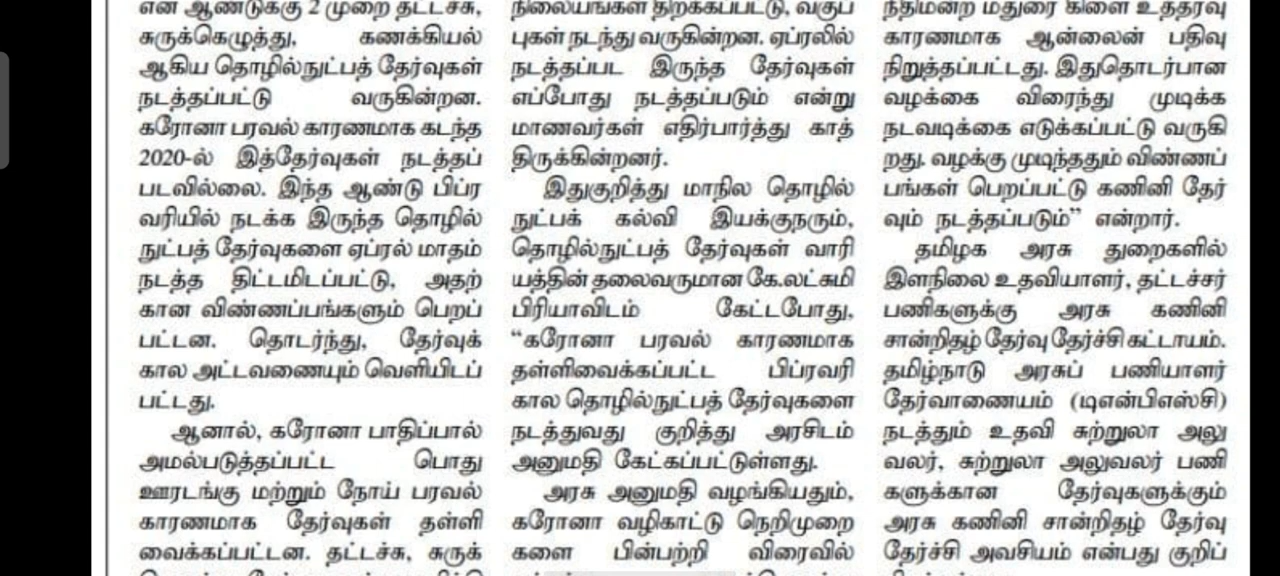 என ஆண்டுக்கு 2 முறை தட்டச்சு,
சுருக்கெழுத்து, கணக்கியல்
ஆகிய தொழில்நுட்பத் தேர்வுகள்
நடத்தப்பட்டு வருகின்றன.
கரோனா பரவல் காரணமாக கடந்த
2020-ல் இத்தேர்வுகள் நடத்தப்
படவில்லை. இந்த ஆண்டு பிப்ர
வரியில் நடக்க இருந்த தொழில்
நுட்பத் தேர்வுகளை ஏப்ரல் மாதம்
நடத்த திட்டமிடப்பட்டு, அதற்
கான விண்ணப்பங்களும் பெறப்
பட்டன. தொடர்ந்து, தேர்வுக்
கால அட்டவணையும் வெளியிடப்
பட்டது.
ஆனால், கரோனா பாதிப்பால்
அமல்படுத்தப்பட்ட பொது
ஊரடங்கு மற்றும் நோய் பரவல்
காரணமாக தேர்வுகள் தள்ளி
வைக்கப்பட்டன. தட்டச்சு, சுருக்
நிலையங்கள் திறக்கப்பட்டு, வகுப்
புகள் நடந்து வருகின்றன. ஏப்ரலில்
நடத்தப்பட இருந்த தேர்வுகள்
எப்போது நடத்தப்படும் என்று
மாணவர்கள் எதிர்பார்த்து காத்
திருக்கின்றனர்.
இதுகுறித்து மாநில தொழில்
நுட்பக் கல்வி இயக்குநரும்,
தொழில்நுட்பத் தேர்வுகள் வாரி
யத்தின் தலைவருமான கே.லட்சுமி
பிரியாவிடம் கேட்டபோது,
“கரோனா பரவல் காரணமாக
தள்ளிவைக்கப்பட்ட பிப்ரவரி
கால தொழில்நுட்பத் தேர்வுகளை
நடத்துவது குறித்து அரசிடம்
அனுமதி கேட்கப்பட்டுள்ளது.
அரசு அனுமதி வழங்கியதும்,
கரோனா வழிகாட்டு நெறிமுறை
களை பின்பற்றி விரைவில்
நீதிமன்ற மதுரை கிளை உத்தரவு
காரணமாக ஆன்லைன் பதிவு
நிறுத்தப்பட்டது. இதுதொடர்பான
வழக்கை விரைந்து முடிக்க
நடவடிக்கை எடுக்கப்பட்டு வருகி
றது. வழக்கு முடிந்ததும் விண்ணப்
பங்கள் பெறப்பட்டு கணினி தேர்
வும் நடத்தப்படும்” என்றார்.
தமிழக அரசு துறைகளில்
இளநிலை உதவியாளர், தட்டச்சர்
பணிகளுக்கு அரசு கணினி
சான்றிதழ் தேர்வு தேர்ச்சி கட்டாயம்.
தமிழ்நாடு அரசுப் பணியாளர்
தேர்வாணையம் (டிஎன்பிஎஸ்சி)
நடத்தும் உதவி சுற்றுலா அலு
வலர், சுற்றுலா அலுவலர் பணி
களுக்கான தேர்வுகளுக்கும்
அரசு கணினி சான்றிதழ் தேர்வு
தேர்ச்சி அவசியம் என்பது குறிப்